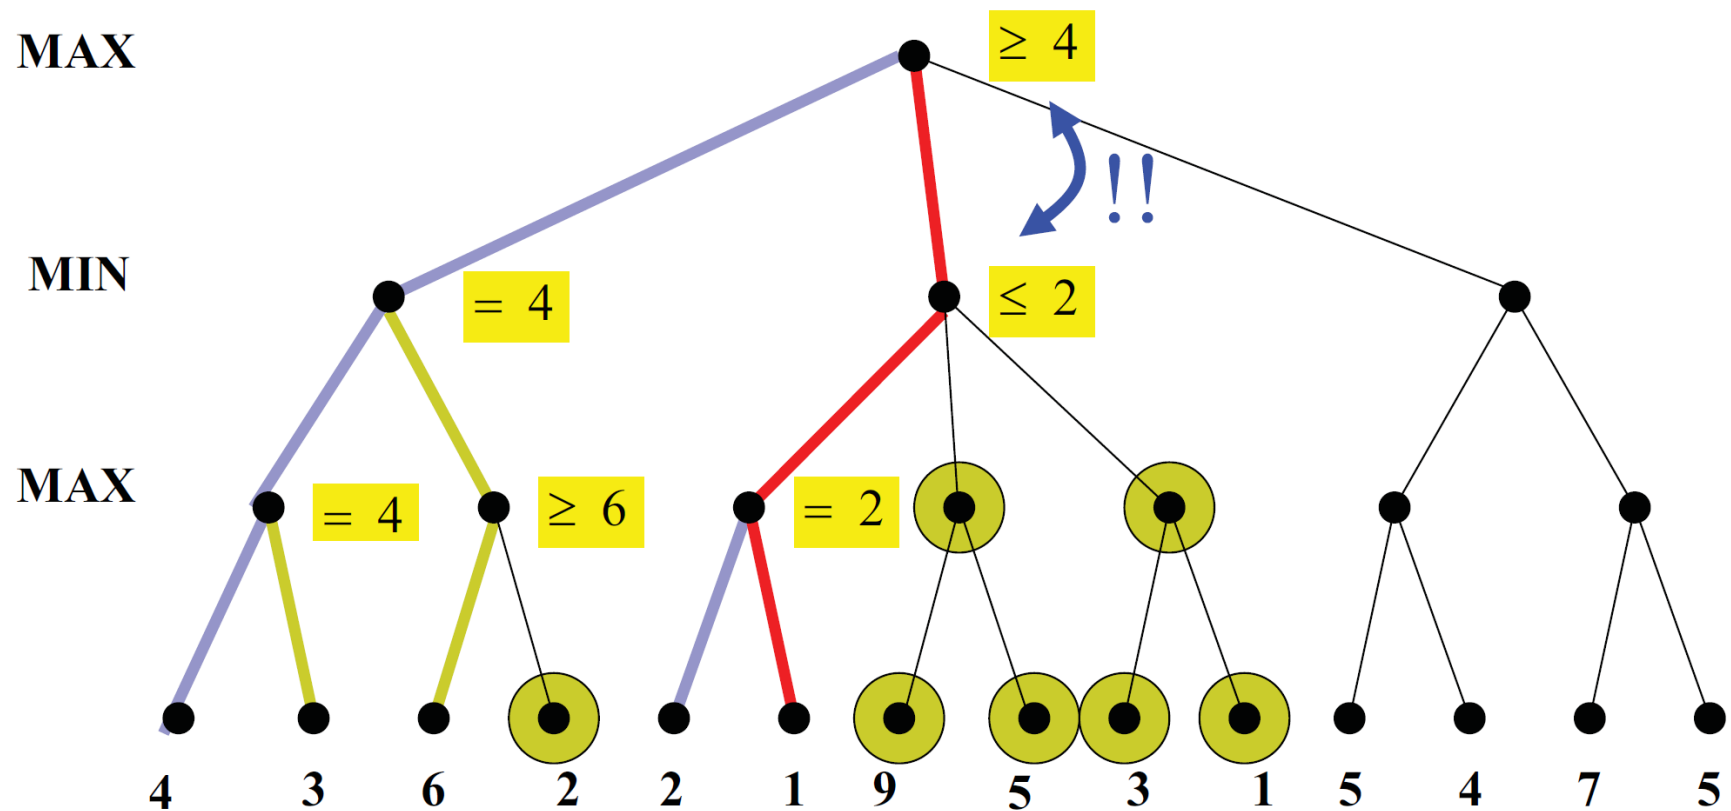 MAX ≥ 4
!!
MIN = 4 ≤ 2
MAX = 4 ≥ 6 = 2
4 3 6 2 2 1 9 5 3 1 5 4 7 5